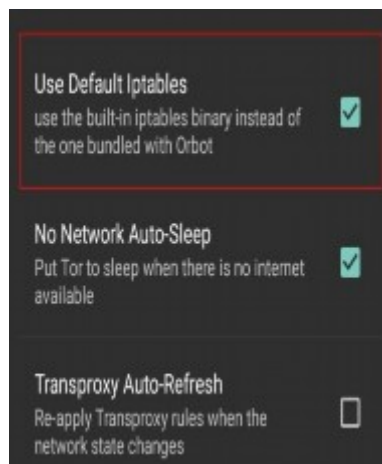 Use Default Iptables
use the built-in iptables binary instead of
the one bundled with Orbot
No Network Auto-Sleep
Put Tor to sleep when there is no internet
available
Transproxy Auto-Refresh
Re-apply Transproxy rules when the
network state changes